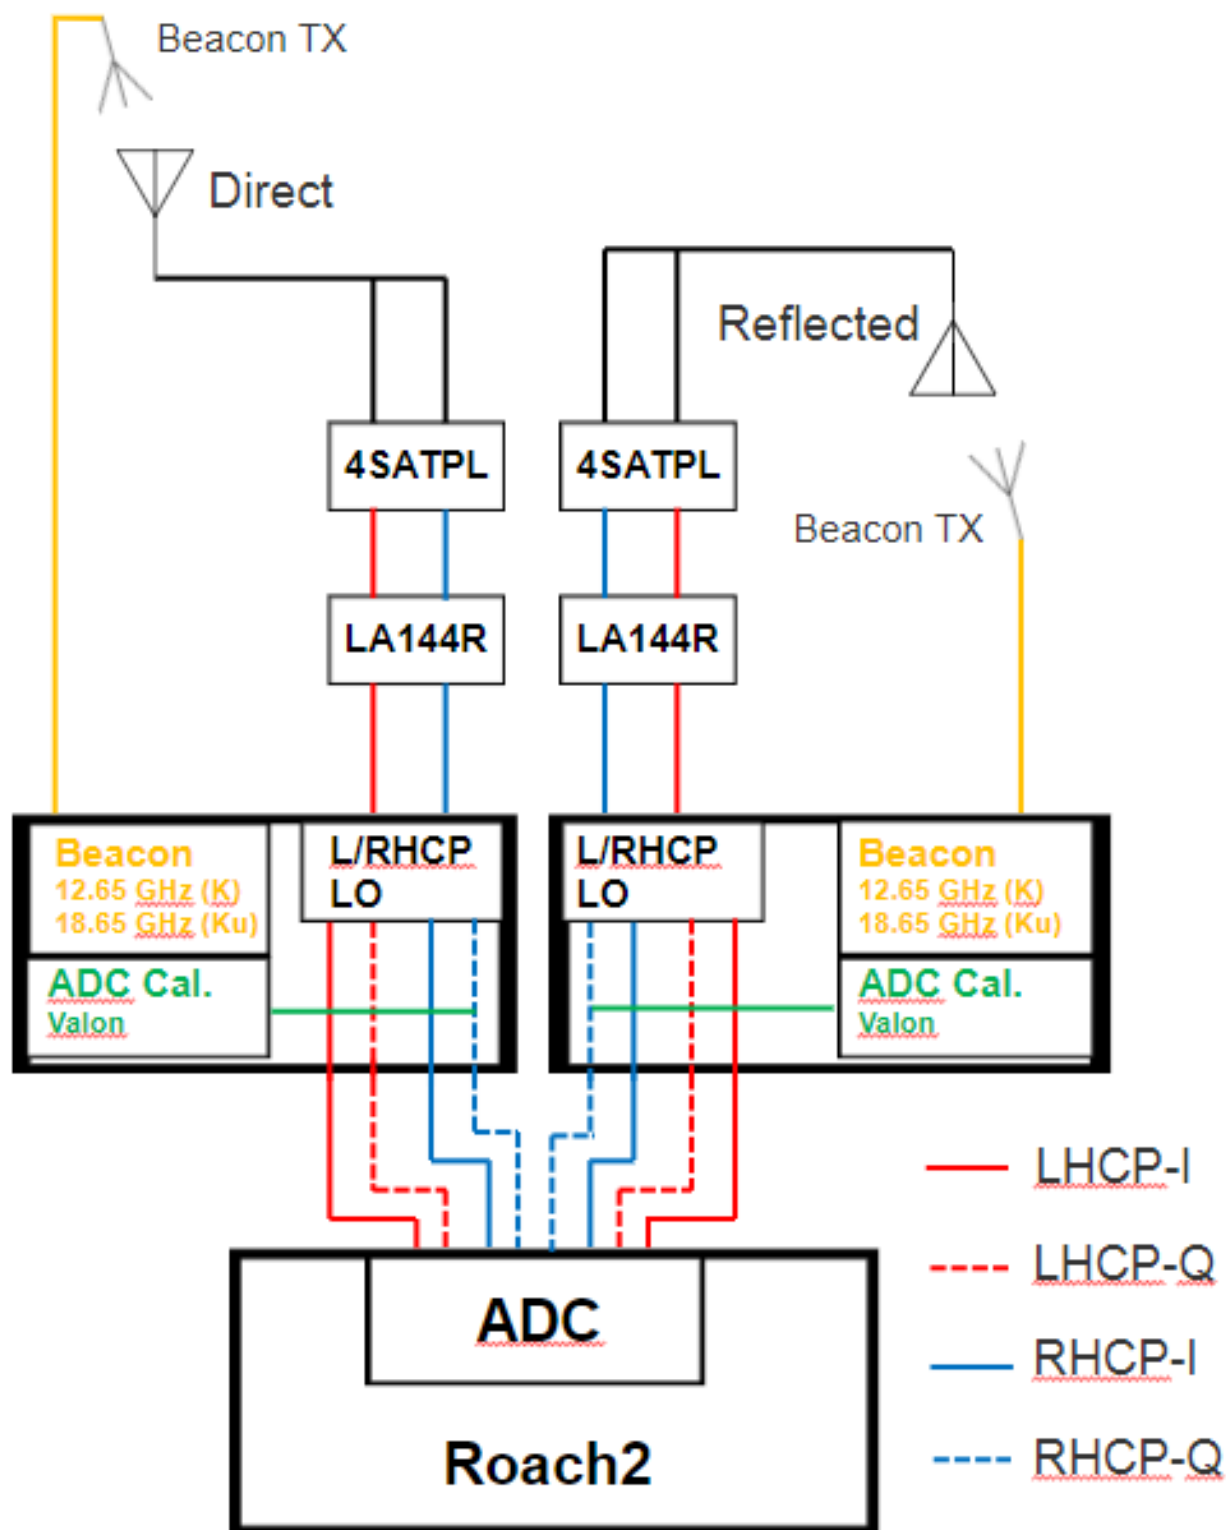 Beacon TX
Direct
Reflected
4SATPL
4SATPL
Beacon TX
LA144R
LA144R
Beacon
12.65 GHz (K)
18.65 GHz (Ku)
L/RHCP
LO
L/RHCP
LO
Beacon
12.65 GHz (K)
18.65 GHz (Ku)
ADC Cal.
Valon
ADC Cal.
Valon
LHCP-I
LHCP-Q
RHCP-I
RHCP-Q
ADC
Roach2